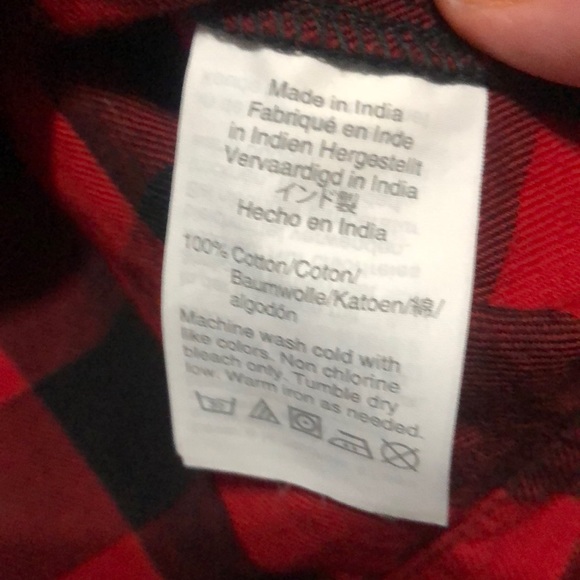 Made in India
Fabriqué en Inde
in Indien Hergestellt
Vervaardigd in India
インド製
Hecho en India
100% Cotton/Coton/
Baumwolle/Katoen/綿/
algodón
Machine wash cold with
like colors. Non chlorine
bleach only. Tumble dry
low. Warm iron as needed.